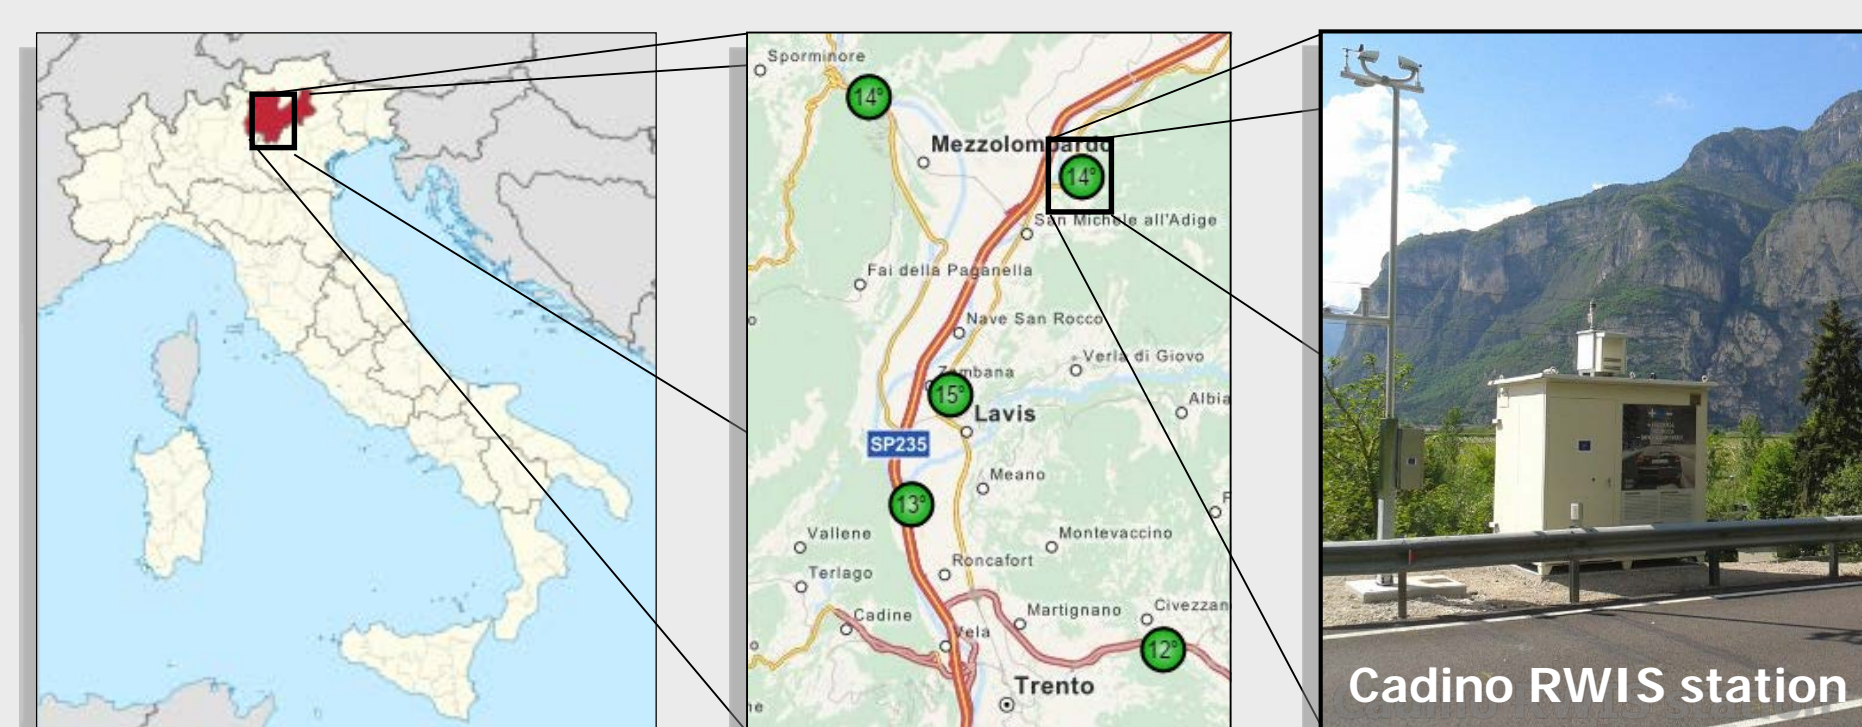 Sporminore
14°
Mezzolombardo
14°
San Michele all'Adige
Fai della Paganella
Nave San Rocco
Verla di Giovo
Zambana
15°
Albia
Lavis
SP235
Meano
13°
Vallene
Montevaccino
Roncafort
Terlago
Martignano
Civezzan
Cadine
Vela
12°
Trento
Cadino RWIS station